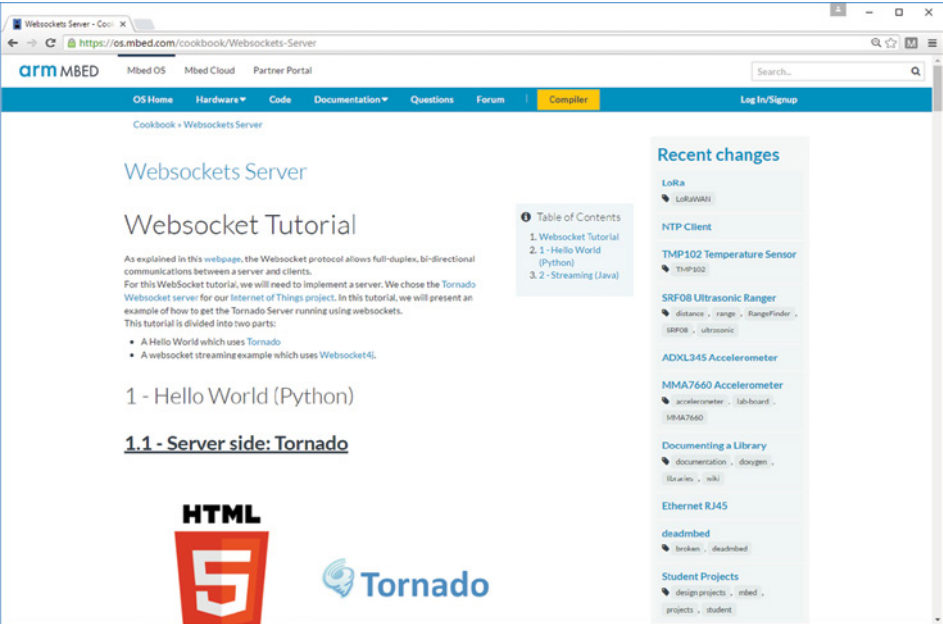 Websockets Server - Cook
https://os.mbed.com/cookbook/Websockets-Server
arm MBED
Mbed OS Mbed Cloud Partner Portal
Search...
OS Home Hardware Code Documentation Questions Forum Compiler Log In/Signup
Cookbook » Websockets Server
Websockets Server
Websocket Tutorial
As explained in this webpage, the Websocket protocol allows full-duplex, bi-directional
communications between a server and clients.
For this WebSocket tutorial, we will need to implement a server. We chose the Tornado
Websocket server for our Internet of Things project. In this tutorial, we will present an
example of how to get the Tornado Server running using websockets.
This tutorial is divided into two parts:
• A Hello World which uses Tornado
• A websocket streaming example which uses Websocket4j.
1 - Hello World (Python)
1.1 - Server side: Tornado
HTML
5
Tornado
Table of Contents
1. Websocket Tutorial
2. 1 - Hello World
(Python)
3. 2 - Streaming (Java)
Recent changes
LoRa
LoRaWAN
NTP Client
TMP102 Temperature Sensor
TMP102
SRF08 Ultrasonic Ranger
distance , range , RangeFinder ,
SRF08 , ultrasonic
ADXL345 Accelerometer
MMA7660 Accelerometer
accelerometer , lab-board ,
MMA7660
Documenting a Library
documentation , doxygen ,
libraries , wiki
Ethernet RJ45
deadmbed
broken , deadmbed
Student Projects
design projects , mbed ,
projects , student